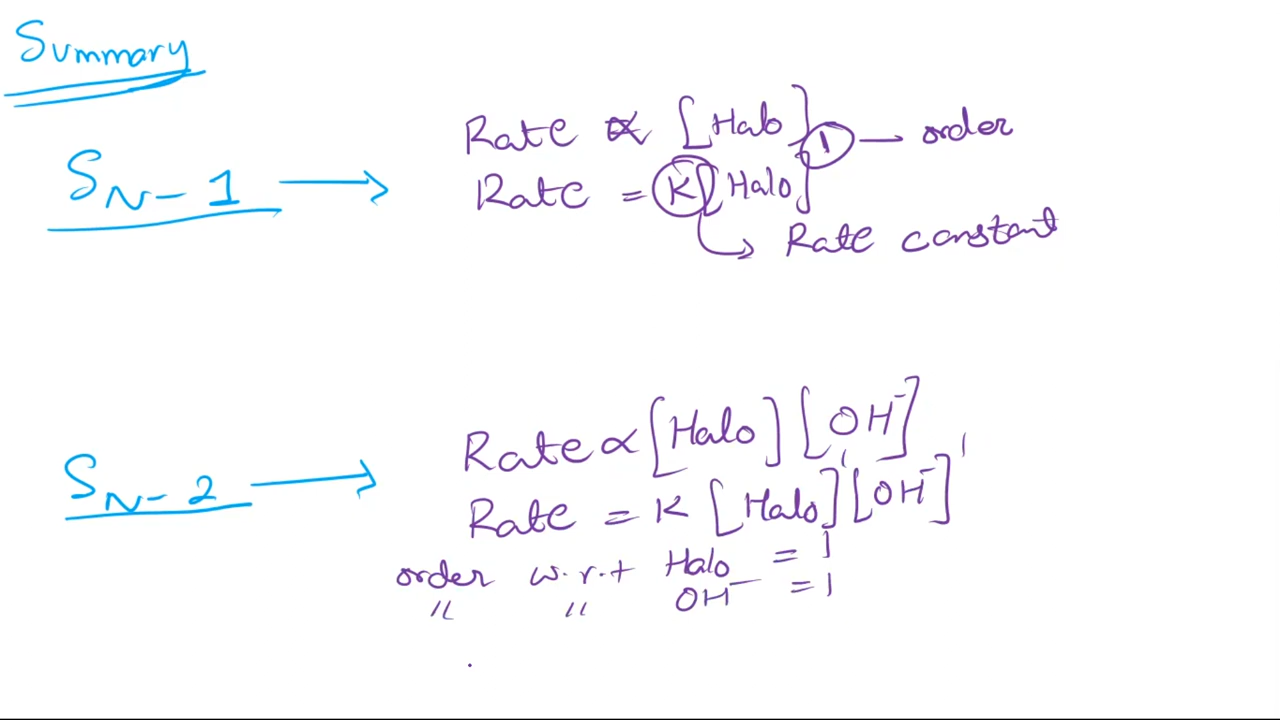 Summary
SN-1 → Rate ∝ [Halo]¹ — order
Rate = K[Halo]
Rate constant
SN-2 → Rate ∝ [Halo] [OH⁻]
Rate = K [Halo]¹ [OH⁻]¹
order w.r.t Halo = 1
〃 〃 OH⁻ = 1